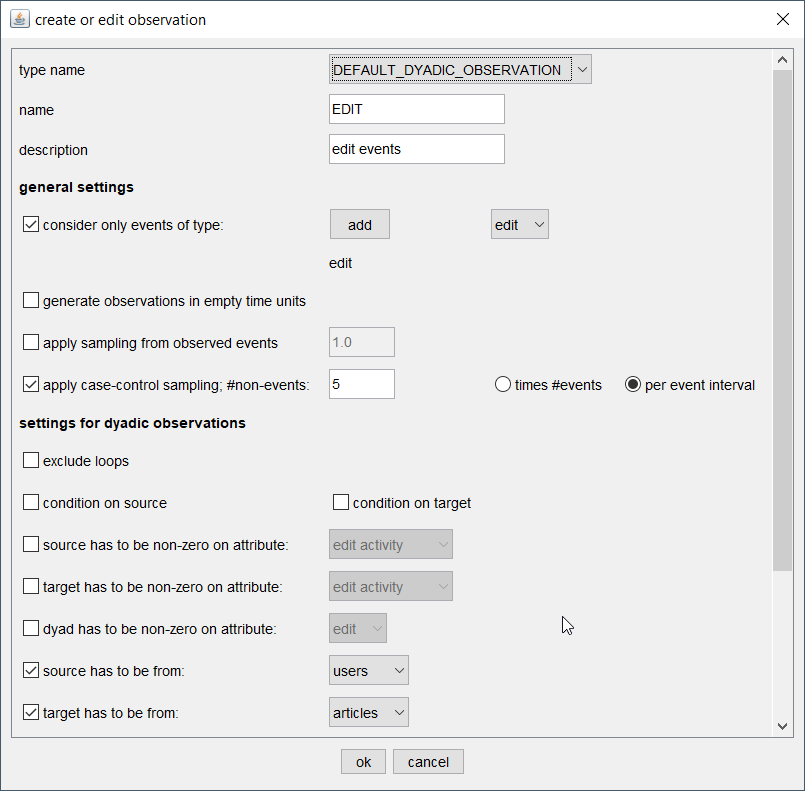 create or edit observation
type name DEFAULT_DYADIC_OBSERVATION
name EDIT
description edit events
general settings
consider only events of type: add edit
edit
generate observations in empty time units
apply sampling from observed events 1.0
apply case-control sampling; #non-events: 5 times #events per event interval
settings for dyadic observations
exclude loops
condition on source condition on target
source has to be non-zero on attribute: edit activity
target has to be non-zero on attribute: edit activity
dyad has to be non-zero on attribute: edit
source has to be from: users
target has to be from: articles
ok cancel